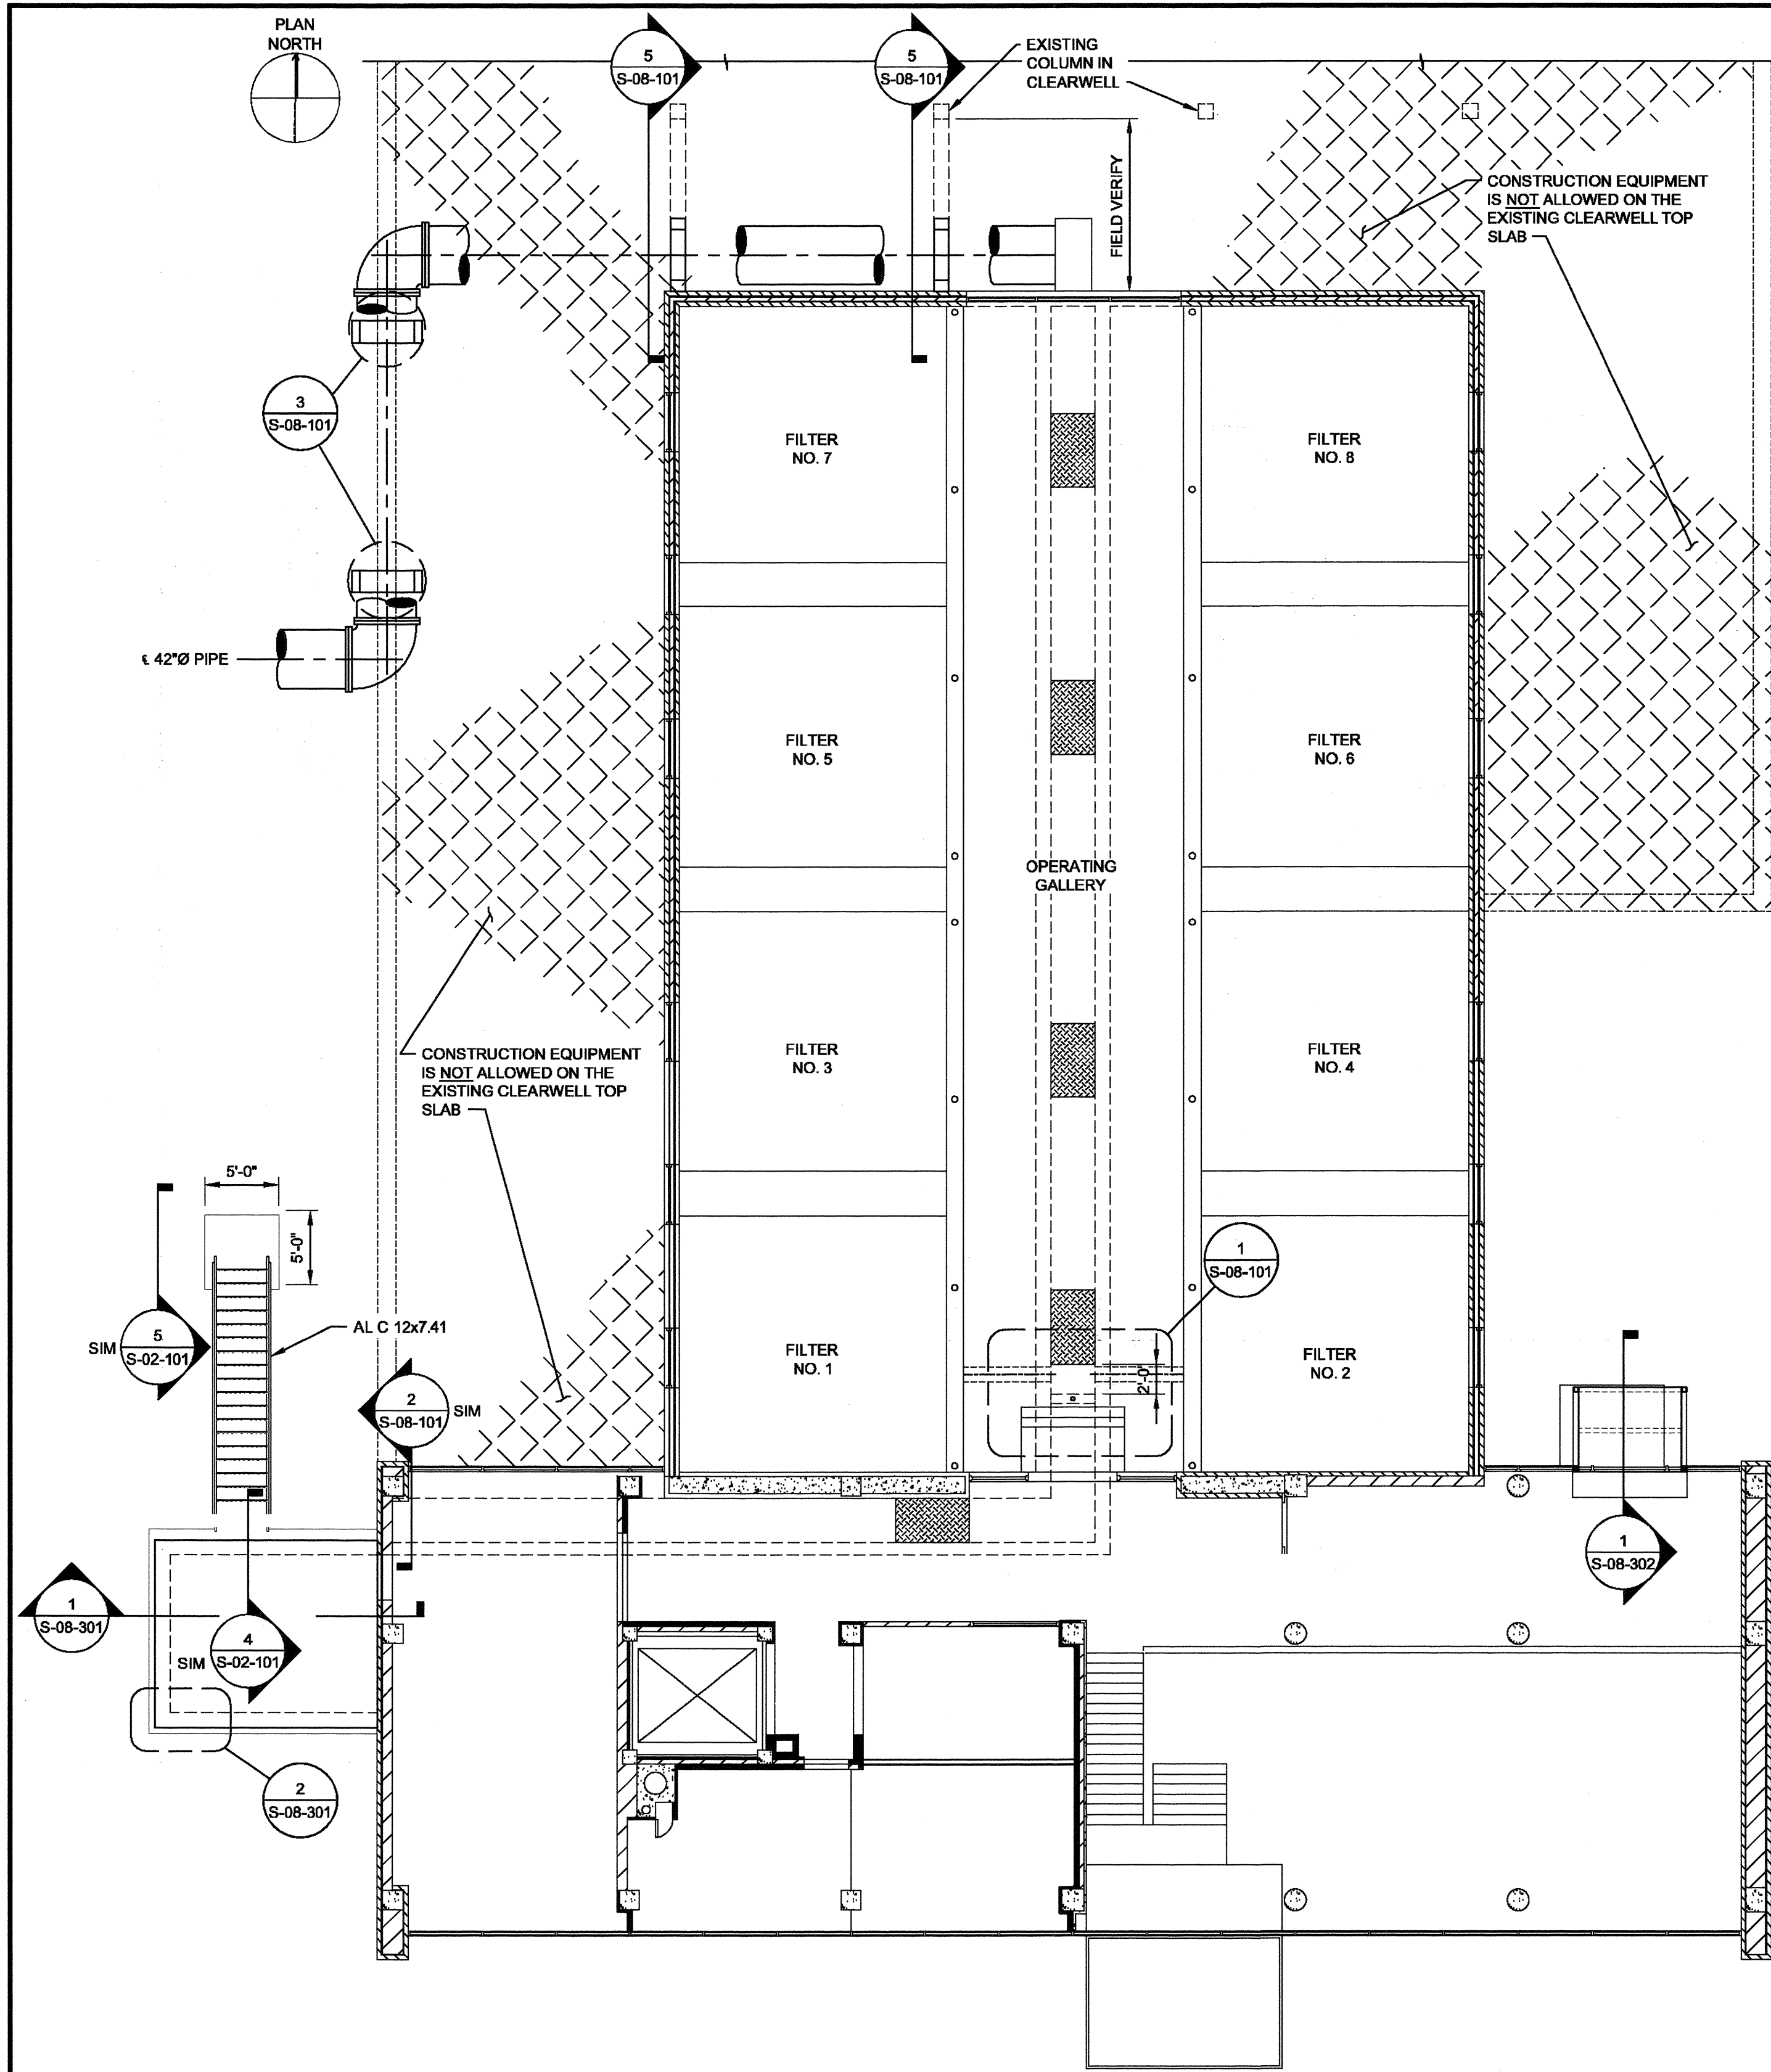 PLAN
NORTH
5
S-08-101
5
S-08-101
EXISTING
COLUMN IN
CLEARWELL
FIELD VERIFY
CONSTRUCTION EQUIPMENT
IS NOT ALLOWED ON THE
EXISTING CLEARWELL TOP
SLAB
3
S-08-101
FILTER
NO. 7
FILTER
NO. 8
℄ 42"Ø PIPE
FILTER
NO. 5
FILTER
NO. 6
OPERATING
GALLERY
CONSTRUCTION EQUIPMENT
IS NOT ALLOWED ON THE
EXISTING CLEARWELL TOP
SLAB
FILTER
NO. 3
FILTER
NO. 4
5'-0"
5'-0"
1
S-08-101
AL C 12x7.41
SIM
5
S-02-101
FILTER
NO. 1
2'-0"
FILTER
NO. 2
2
S-08-101
SIM
1
S-08-302
1
S-08-301
SIM
4
S-02-101
2
S-08-301